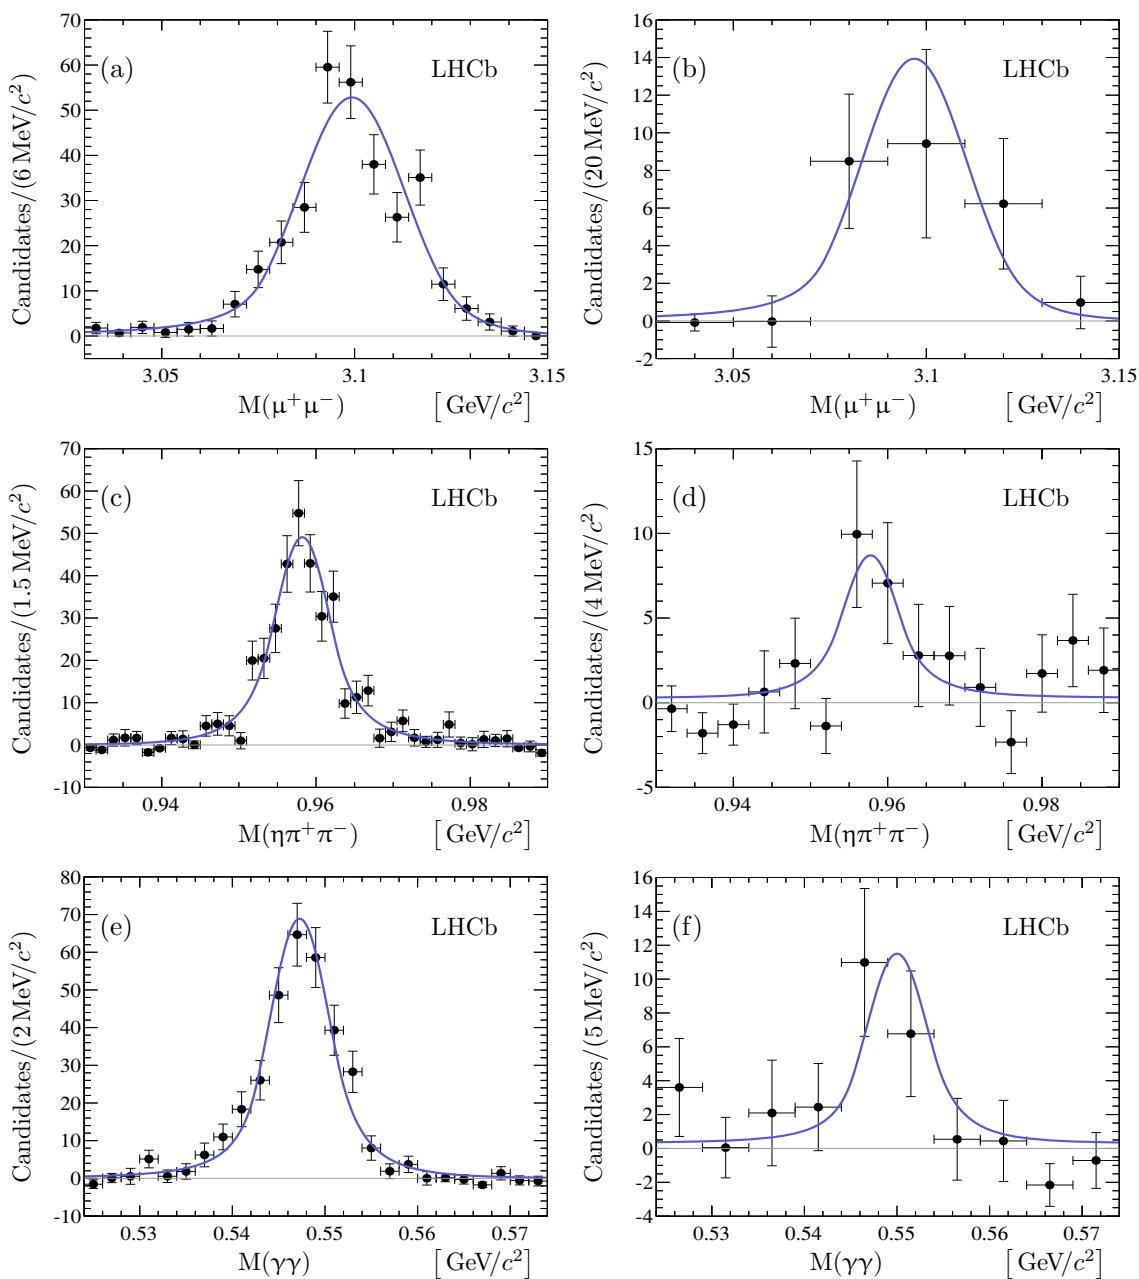 (a) LHCb
Candidates/(6 MeV/c²)
70
60
50
40
30
20
10
0
3.05 3.1 3.15
M(μ⁺μ⁻) [GeV/c²]
(b) LHCb
Candidates/(20 MeV/c²)
16
14
12
10
8
6
4
2
0
-2
3.05 3.1 3.15
M(μ⁺μ⁻) [GeV/c²]
(c) LHCb
Candidates/(1.5 MeV/c²)
70
60
50
40
30
20
10
0
-10
0.94 0.96 0.98
M(ηπ⁺π⁻) [GeV/c²]
(d) LHCb
Candidates/(4 MeV/c²)
15
10
5
0
-5
0.94 0.96 0.98
M(ηπ⁺π⁻) [GeV/c²]
(e) LHCb
Candidates/(2 MeV/c²)
80
70
60
50
40
30
20
10
0
-10
0.53 0.54 0.55 0.56 0.57
M(γγ) [GeV/c²]
(f) LHCb
Candidates/(5 MeV/c²)
16
14
12
10
8
6
4
2
0
-2
-4
0.53 0.54 0.55 0.56 0.57
M(γγ) [GeV/c²]